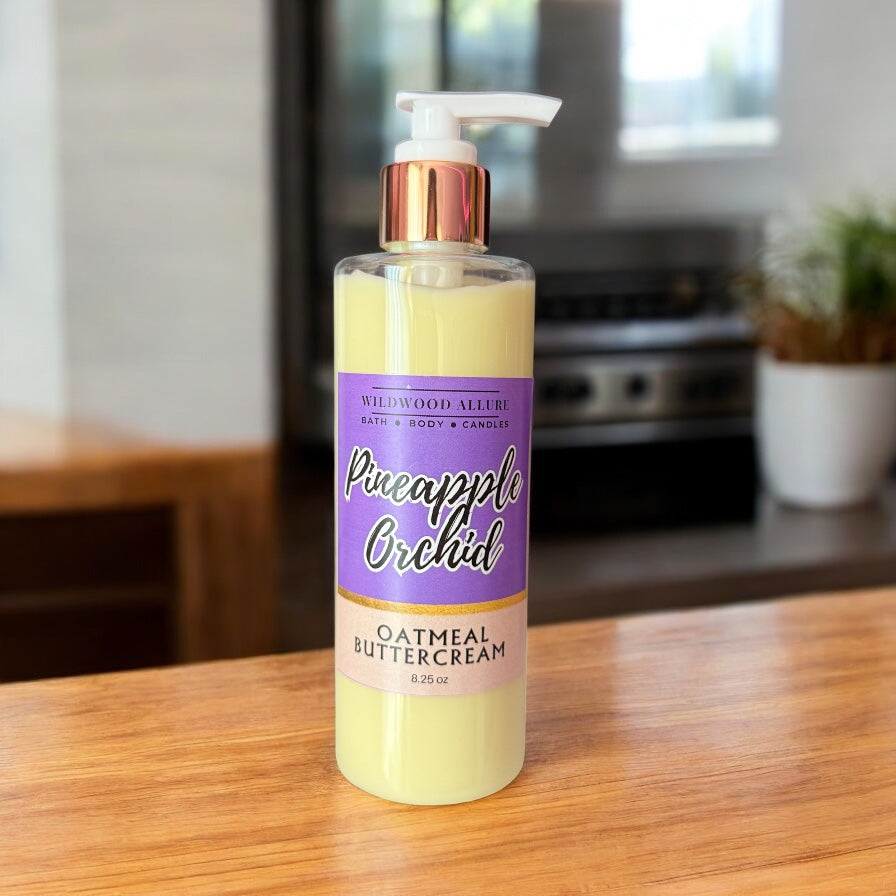 WILDWOOD ALLURE
BATH • BODY • CANDLES
Pineapple
Orchid
OATMEAL
BUTTERCREAM
8.25 oz